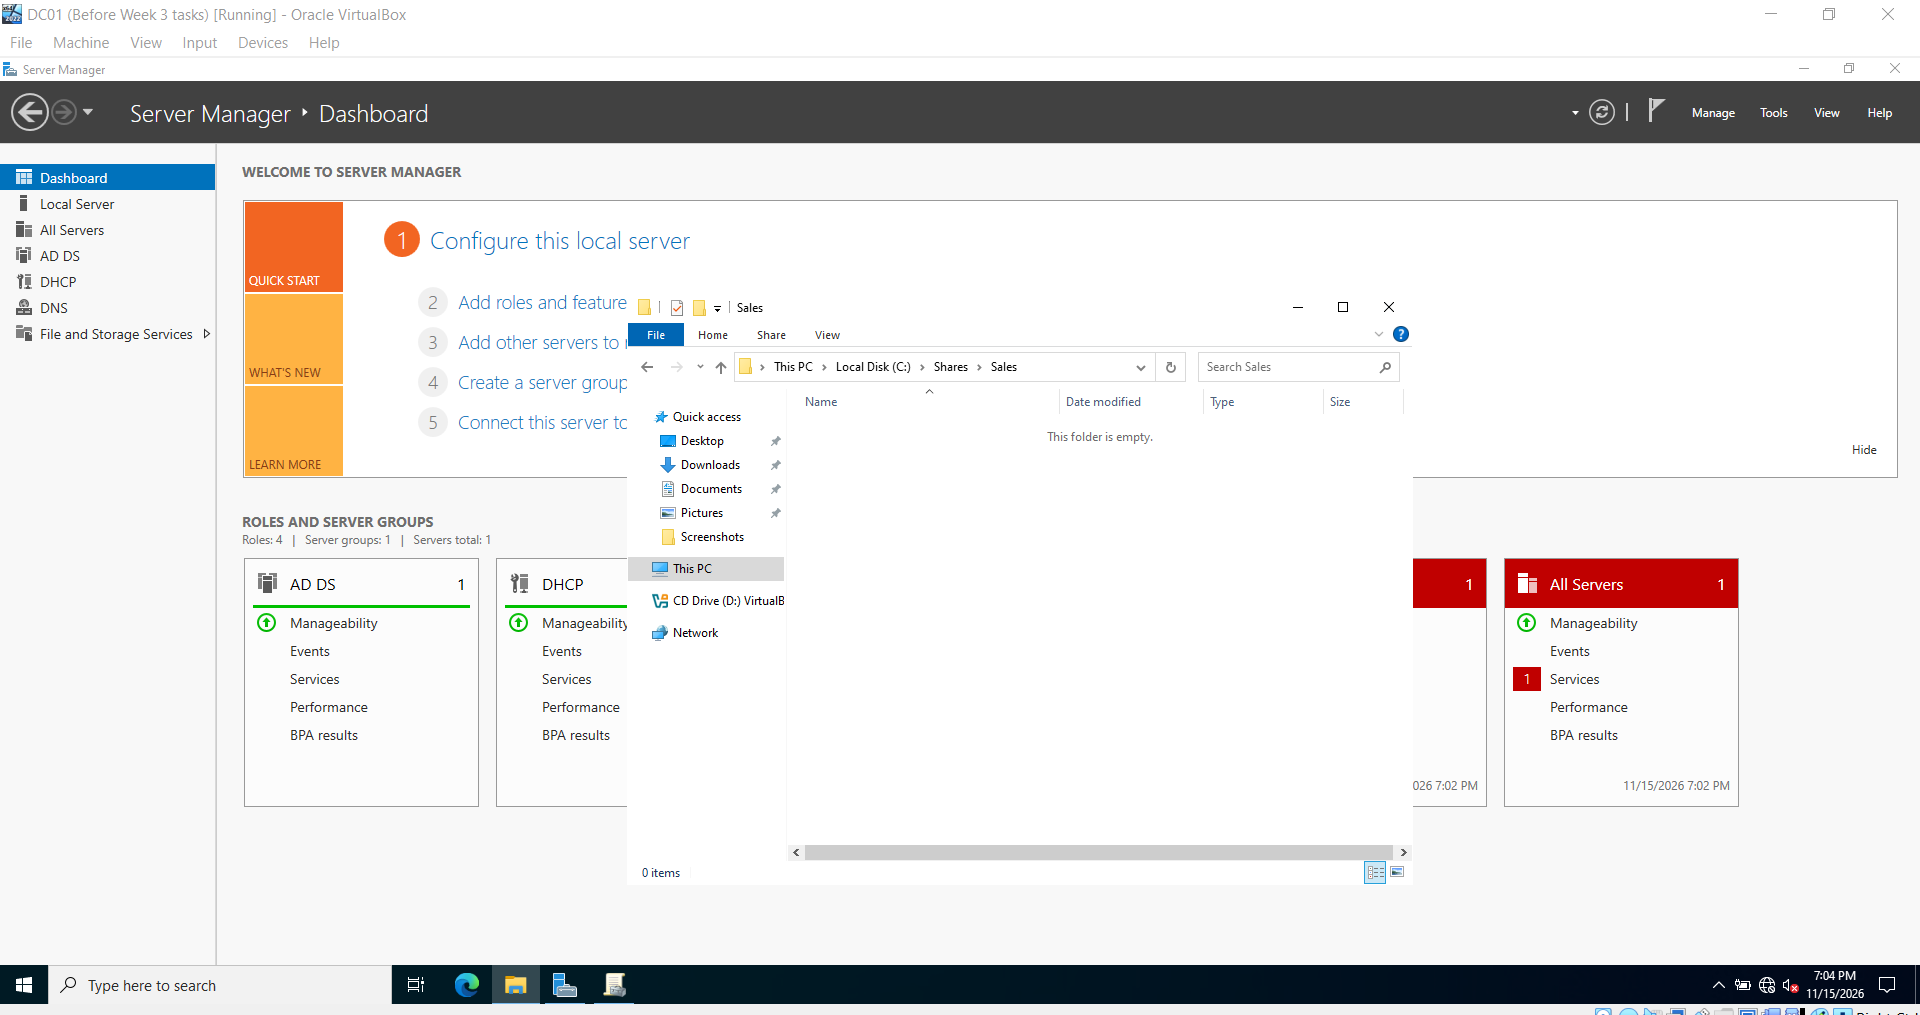 DC01 (Before Week 3 tasks) [Running] - Oracle VirtualBox
File Machine View Input Devices Help
Server Manager
Server Manager Dashboard
Manage Tools View Help
Dashboard
Local Server
All Servers
AD DS
DHCP
DNS
File and Storage Services
WELCOME TO SERVER MANAGER
QUICK START
WHAT'S NEW
LEARN MORE
1 Configure this local server
2 Add roles and feature
3 Add other servers to
4 Create a server group
5 Connect this server to
Hide
Sales
File Home Share View
This PC Local Disk (C:) Shares Sales
Search Sales
Name Date modified Type Size
This folder is empty.
Quick access
Desktop
Downloads
Documents
Pictures
Screenshots
This PC
CD Drive (D:) VirtualB
Network
0 items
ROLES AND SERVER GROUPS
Roles: 4 | Server groups: 1 | Servers total: 1
AD DS 1
Manageability
Events
Services
Performance
BPA results
DHCP
Manageability
Events
Services
Performance
BPA results
1
026 7:02 PM
All Servers 1
Manageability
Events
1 Services
Performance
BPA results
11/15/2026 7:02 PM
Type here to search
7:04 PM
11/15/2026